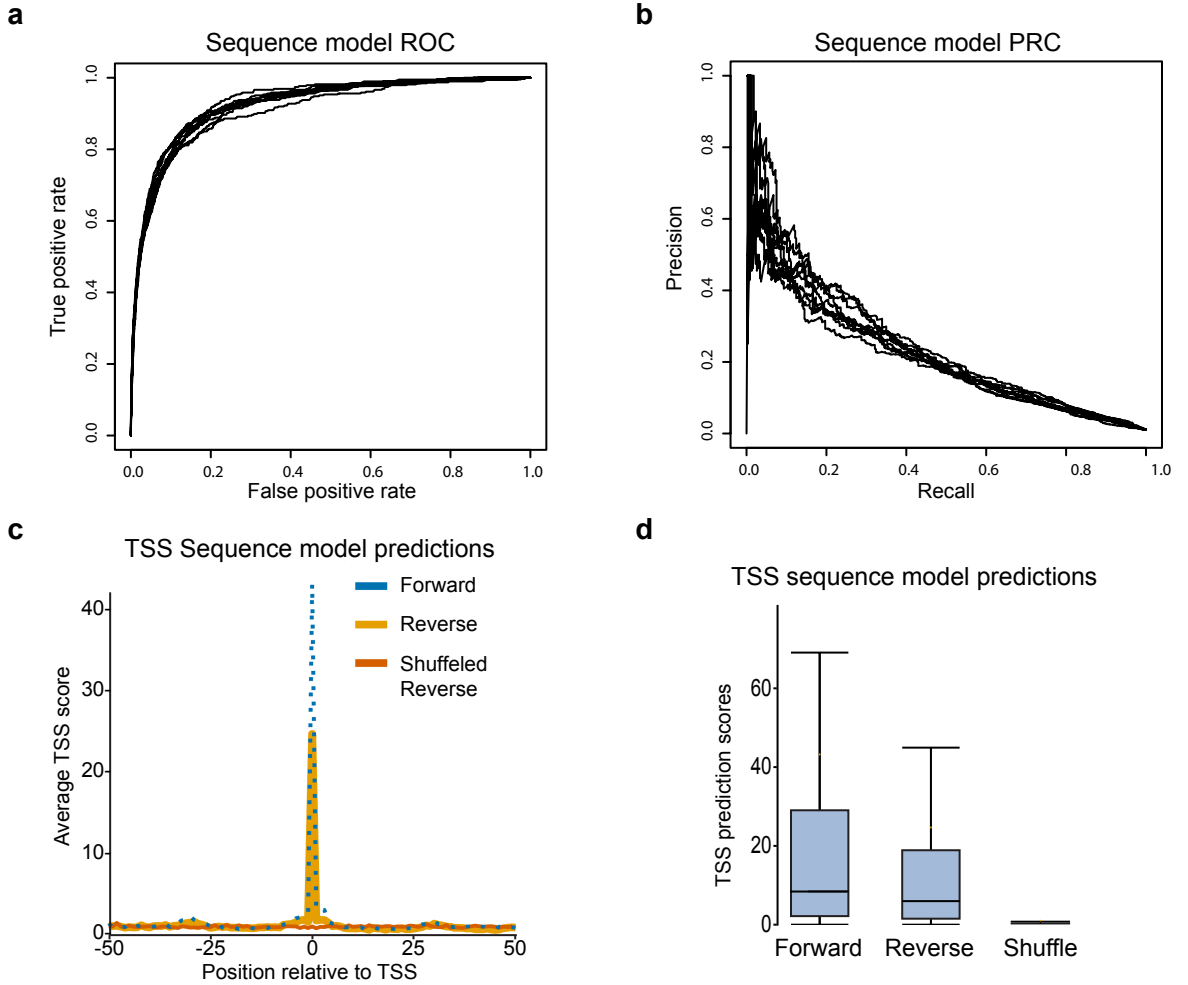 a
Sequence model ROC
1.0
0.8
0.6
0.4
0.2
0.0
True positive rate
0.0 0.2 0.4 0.6 0.8 1.0
False positive rate
b
Sequence model PRC
1.0
0.8
0.6
0.4
0.2
0.0
Precision
0.0 0.2 0.4 0.6 0.8 1.0
Recall
c
TSS Sequence model predictions
Forward
Reverse
Shuffeled
Reverse
40
30
20
10
0
Average TSS score
-50 -25 0 25 50
Position relative to TSS
d
TSS sequence model predictions
60
40
20
0
TSS prediction scores
Forward Reverse Shuffle